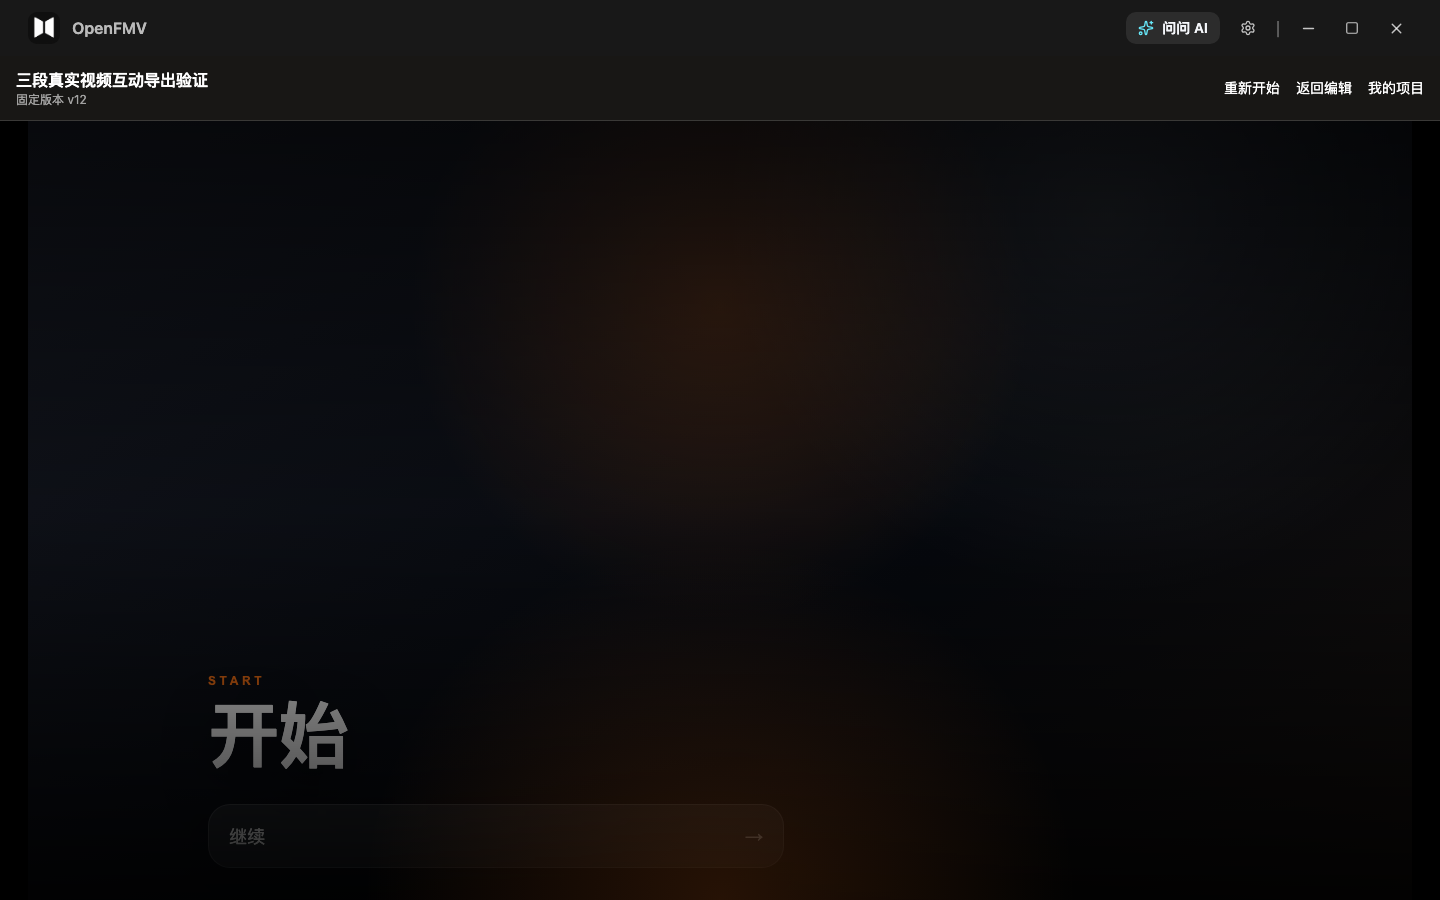 OpenFMV
问问 AI
三段真实视频互动导出验证
固定版本 v12
重新开始 返回编辑 我的项目
START
开始
继续 →